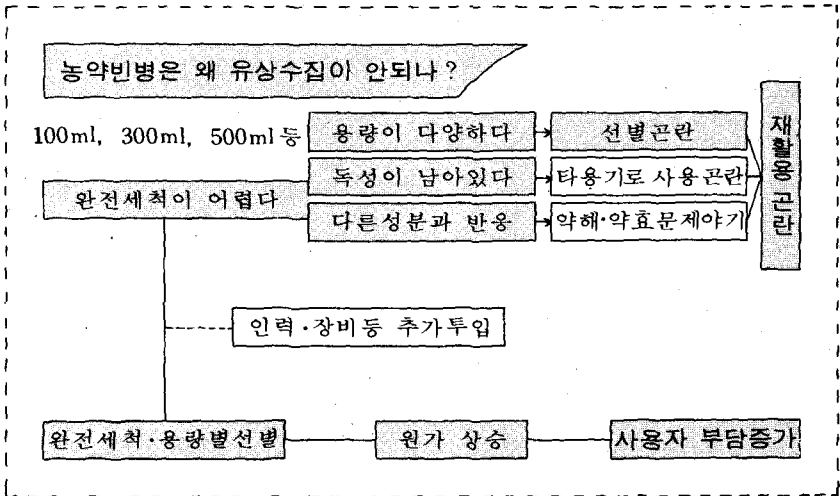 농약빈병은 왜 유상수집이 안되나?
100ml, 300ml, 500ml 등
용량이 다양하다
선별곤란
독성이 남아있다
타용기로 사용곤란
완전세척이 어렵다
다른성분과 반응
약해·약효문제야기
재활용 곤란
인력·장비등 추가투입
완전세척·용량별선별
원가 상승
사용자 부담증가